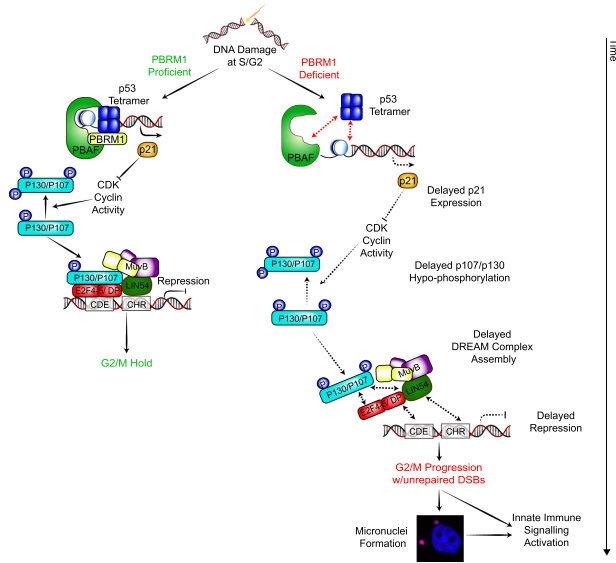 Time
DNA Damage
at S/G2
PBRM1
Proficient
PBRM1
Deficient
p53
Tetramer
PBRM1
PBAF
p21
P
P
P130/P107
CDK
Cyclin
Activity
P
P130/P107
P
P130/P107
MuvB
LIN54
E2F4-5/ DP
CDE
CHR
Repression
G2/M Hold
p53
Tetramer
PBAF
p21
Delayed p21
Expression
CDK
Cyclin
Activity
P
P
P130/P107
Delayed p107/p130
Hypo-phosphorylation
P
P130/P107
Delayed
DREAM Complex
Assembly
P
P
P130/P107
MuvB
LIN54
E2F4-5/ DP
CDE
CHR
Delayed
Repression
G2/M Progression
w/unrepaired DSBs
Micronuclei
Formation
Innate Immune
Signalling
Activation